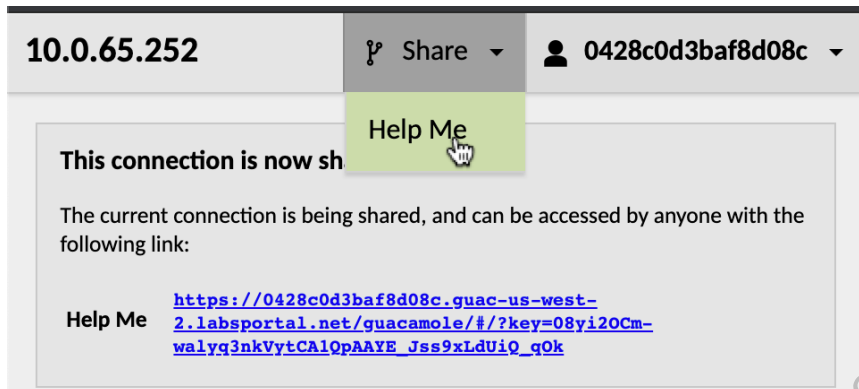 10.0.65.252 Share 0428c0d3baf8d08c
Help Me
This connection is now sh
The current connection is being shared, and can be accessed by anyone with the
following link:
Help Me
https://0428c0d3baf8d08c.guac-us-west-
2.labsportal.net/guacamole/#/?key=08yi2OCm-
walyq3nkVytCA1QpAAYE_Jss9xLdUiQ_qOk